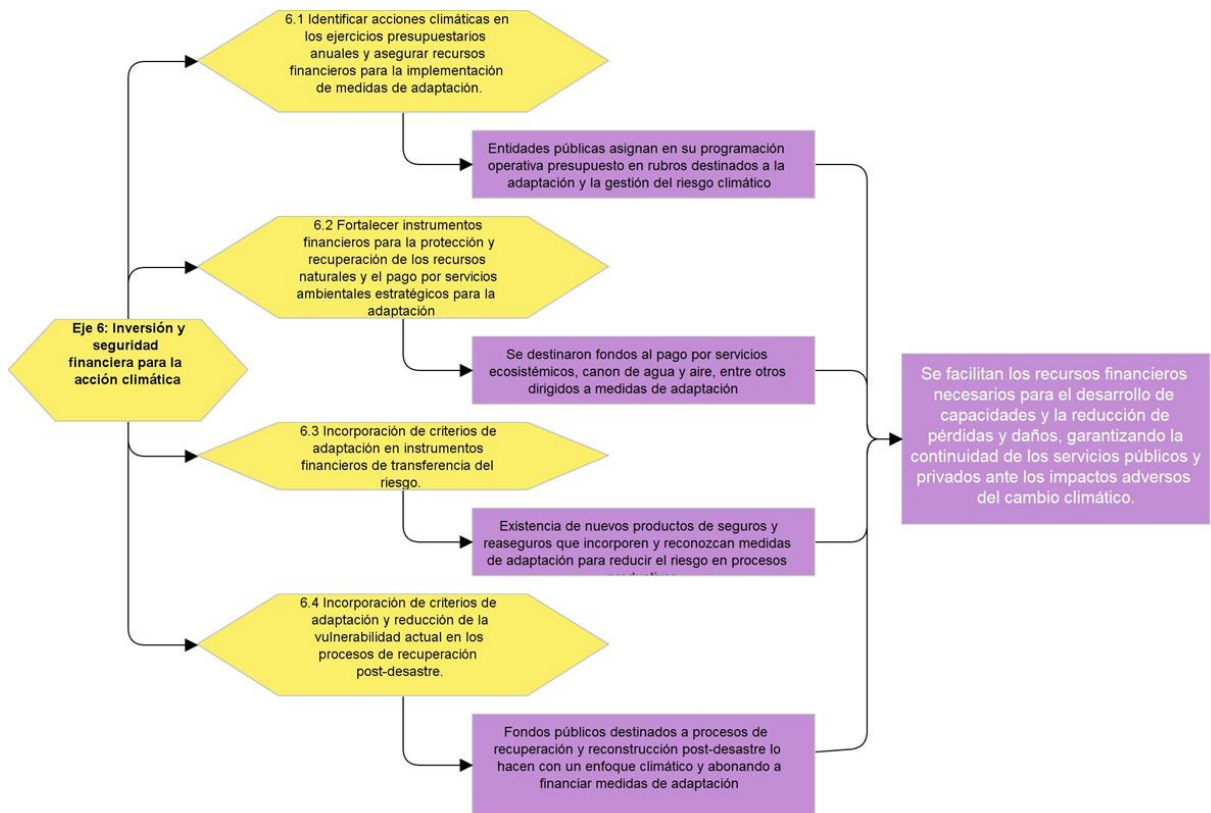 6.1 Identificar acciones climáticas en
los ejercicios presupuestarios
anuales y asegurar recursos
financieros para la implementación
de medidas de adaptación.
Entidades públicas asignan en su programación
operativa presupuesto en rubros destinados a la
adaptación y la gestión del riesgo climático
6.2 Fortalecer instrumentos
financieros para la protección y
recuperación de los recursos
naturales y el pago por servicios
ambientales estratégicos para la
adaptación
Eje 6: Inversión y
seguridad
financiera para la
acción climática
Se destinaron fondos al pago por servicios
ecosistémicos, canon de agua y aire, entre otros
dirigidos a medidas de adaptación
Se facilitan los recursos financieros
necesarios para el desarrollo de
capacidades y la reducción de
pérdidas y daños, garantizando la
continuidad de los servicios públicos y
privados ante los impactos adversos
del cambio climático.
6.3 Incorporación de criterios de
adaptación en instrumentos
financieros de transferencia del
riesgo.
Existencia de nuevos productos de seguros y
reaseguros que incorporen y reconozcan medidas
de adaptación para reducir el riesgo en procesos
6.4 Incorporación de criterios de
adaptación y reducción de la
vulnerabilidad actual en los
procesos de recuperación
post-desastre.
Fondos públicos destinados a procesos de
recuperación y reconstrucción post-desastre lo
hacen con un enfoque climático y abonando a
financiar medidas de adaptación